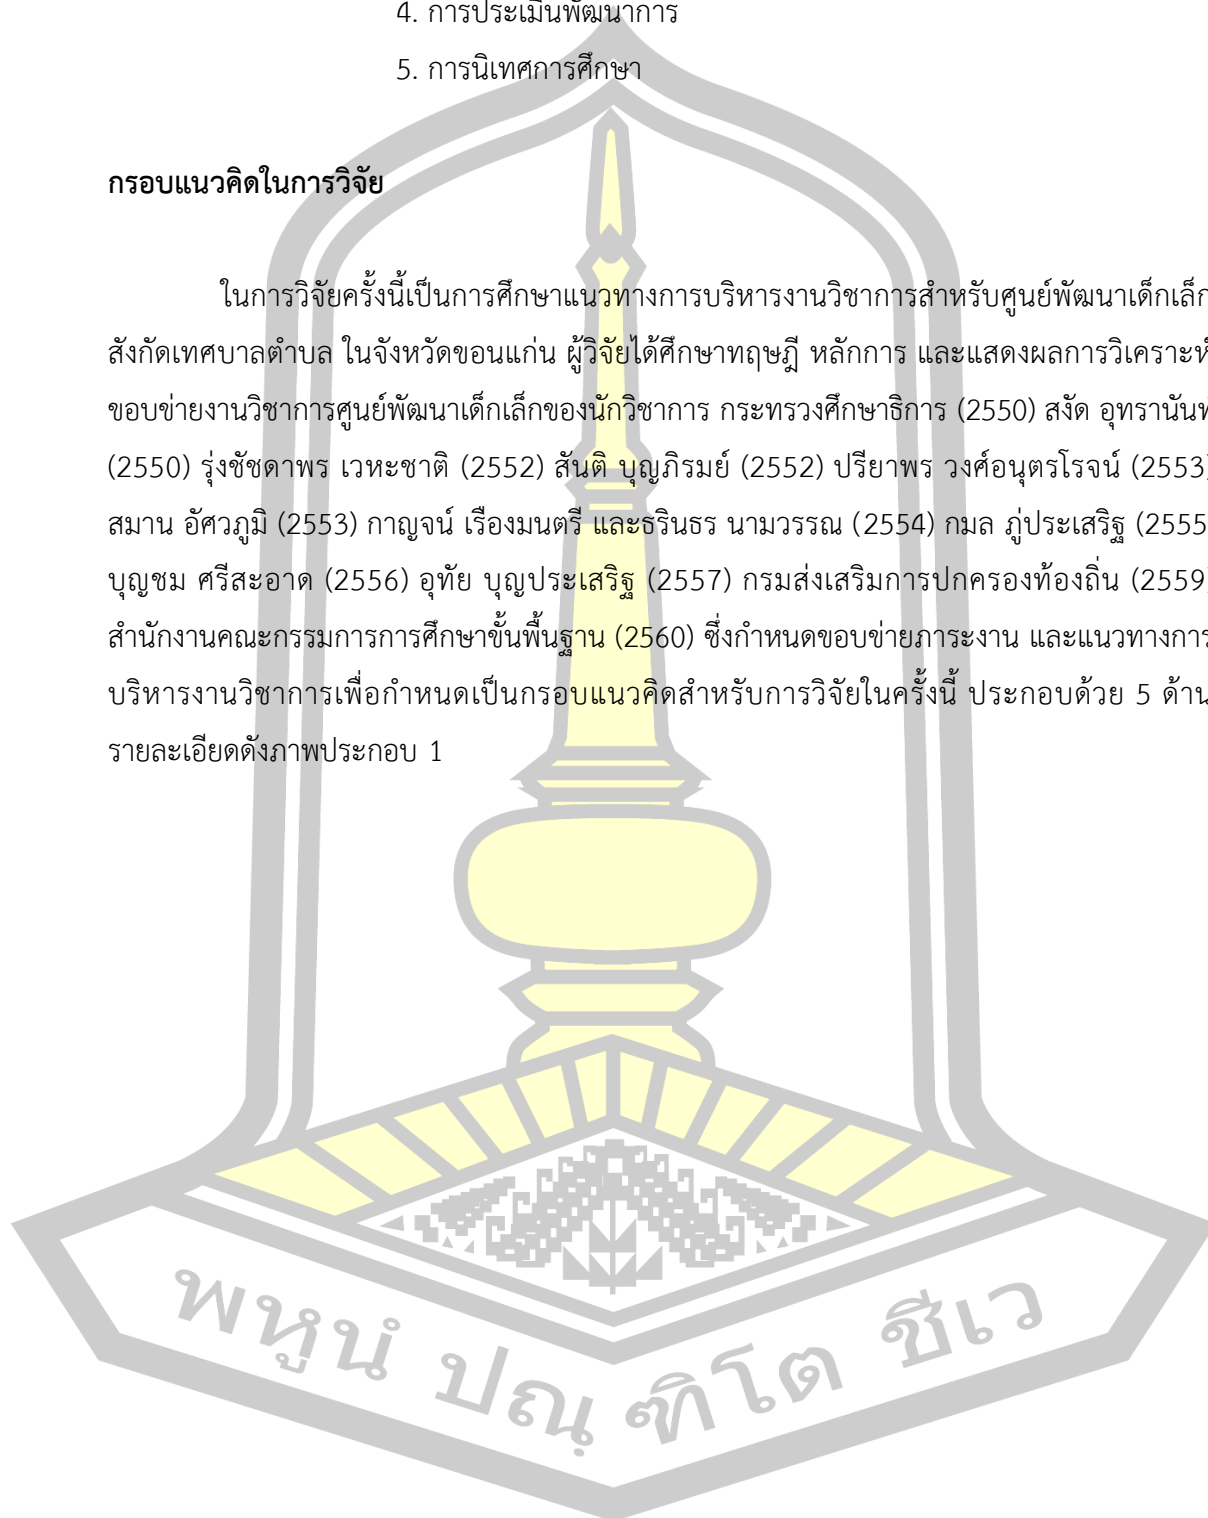 4. การประเมินพัฒนาการ
5. การนิเทศการศึกษา
กรอบแนวคิดในการวิจัย
ในการวิจัยครั้งนี้เป็นการศึกษาแนวทางการบริหารงานวิชาการสำหรับศูนย์พัฒนาเด็กเล็ก
สังกัดเทศบาลตำบล ในจังหวัดขอนแก่น ผู้วิจัยได้ศึกษาทฤษฎี หลักการ และแสดงผลการวิเคราะห์
ขอบข่ายงานวิชาการศูนย์พัฒนาเด็กเล็กของนักวิชาการ กระทรวงศึกษาธิการ (2550) สงัด อุทรานันท์
(2550) รุ่งชัชดาพร เวหะชาติ (2552) สันติ บุญภิรมย์ (2552) ปรียาพร วงศ์อนุตรโรจน์ (2553)
สมาน อัศวภูมิ (2553) กาญจน์ เรืองมนตรี และธรินธร นามวรรณ (2554) กมล ภู่ประเสริฐ (2555)
บุญชม ศรีสะอาด (2556) อุทัย บุญประเสริฐ (2557) กรมส่งเสริมการปกครองท้องถิ่น (2559)
สำนักงานคณะกรรมการการศึกษาขั้นพื้นฐาน (2560) ซึ่งกำหนดขอบข่ายภาระงาน และแนวทางการ
บริหารงานวิชาการเพื่อกำหนดเป็นกรอบแนวคิดสำหรับการวิจัยในครั้งนี้ ประกอบด้วย 5 ด้าน
รายละเอียดดังภาพประกอบ 1
พหูนํ ปณฺฑิโต ชีเว